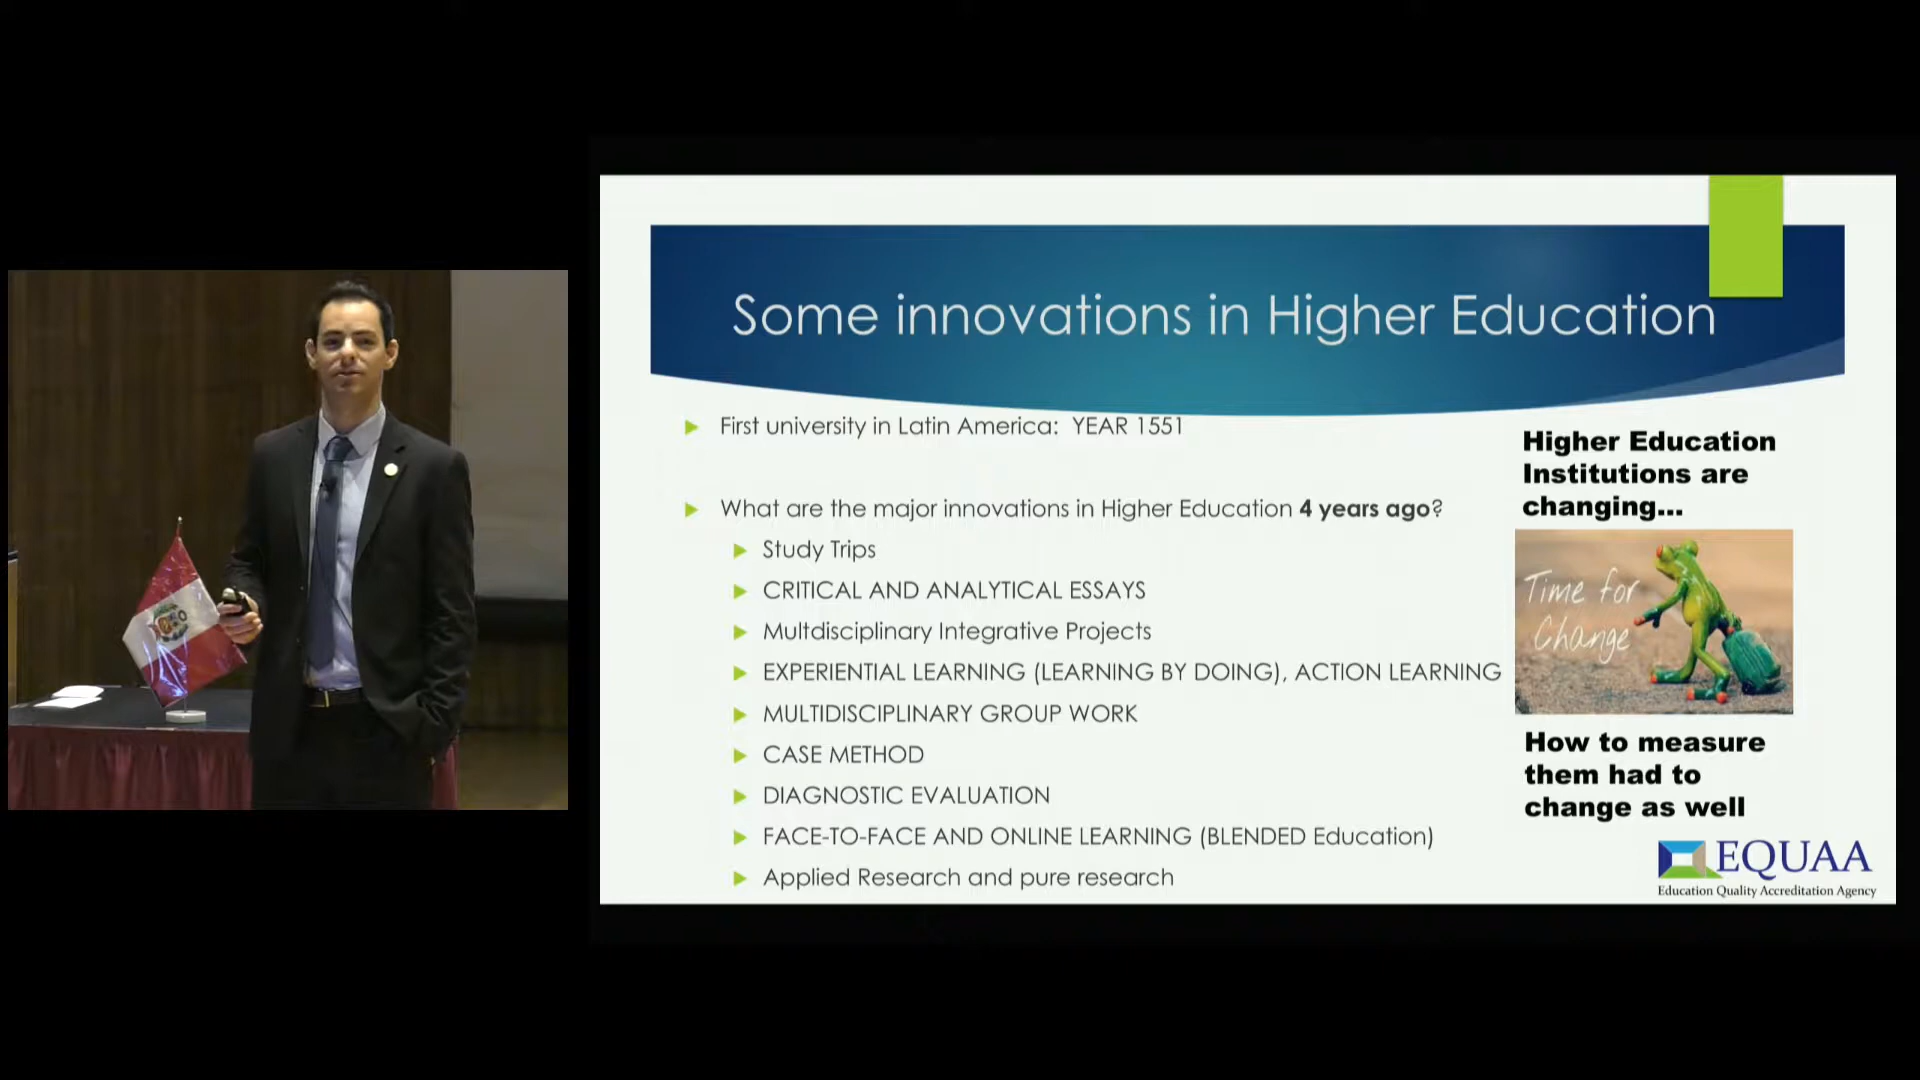 Some innovations in Higher Education
First university in Latin America:  YEAR 1551
What are the major innovations in Higher Education 4 years ago?
Study Trips
CRITICAL AND ANALYTICAL ESSAYS
Multdisciplinary Integrative Projects
EXPERIENTIAL LEARNING (LEARNING BY DOING), ACTION LEARNING
MULTIDISCIPLINARY GROUP WORK
CASE METHOD
DIAGNOSTIC EVALUATION
FACE-TO-FACE AND ONLINE LEARNING (BLENDED Education)
Applied Research and pure research
Higher Education
Institutions are
changing...
Time for
Change
How to measure
them had to
change as well
EQUAA
Education Quality Accreditation Agency